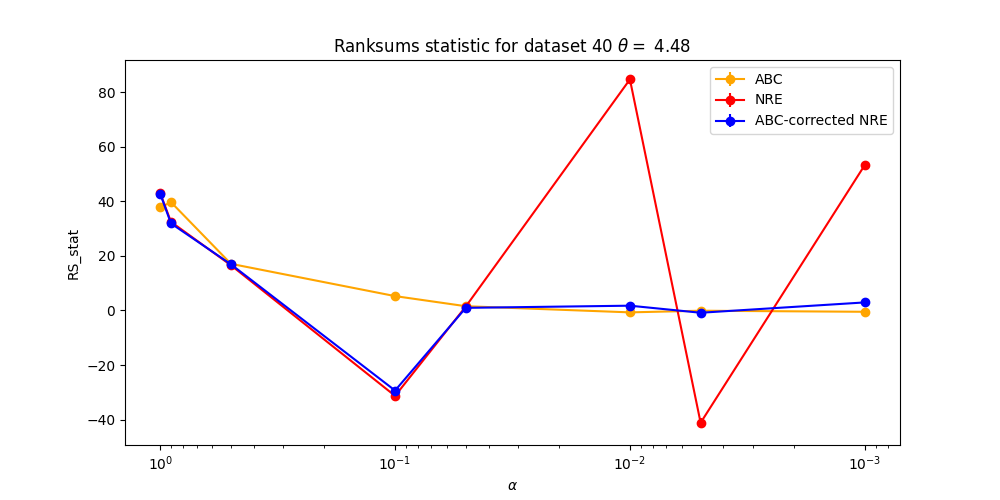 Ranksums statistic for dataset 40 θ = 4.48
ABC
NRE
ABC-corrected NRE
RS_stat
80
60
40
20
0
−20
−40
10⁰
10⁻¹
10⁻²
10⁻³
α